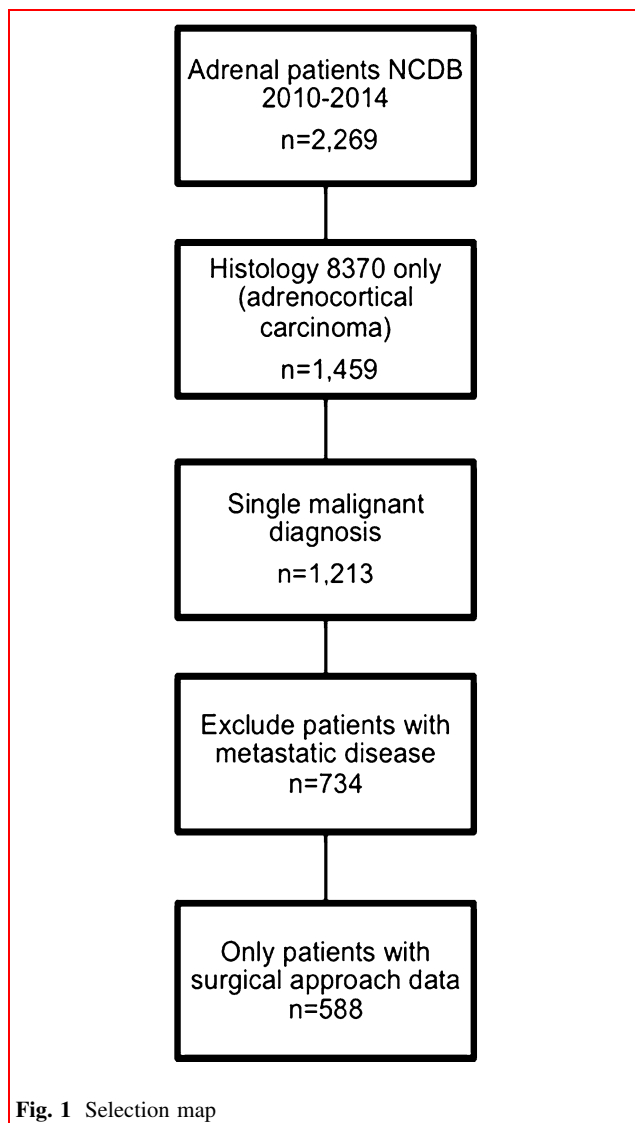 Adrenal patients NCDB
2010-2014
n=2,269
Histology 8370 only
(adrenocortical
carcinoma)
n=1,459
Single malignant
diagnosis
n=1,213
Exclude patients with
metastatic disease
n=734
Only patients with
surgical approach data
n=588
Fig. 1 Selection map